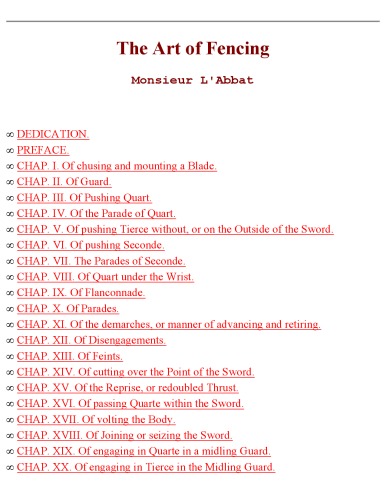 The Art of Fencing
Monsieur L'Abbat
∞ DEDICATION.
∞ PREFACE.
∞ CHAP. I. Of chusing and mounting a Blade.
∞ CHAP. II. Of Guard.
∞ CHAP. III. Of Pushing Quart.
∞ CHAP. IV. Of the Parade of Quart.
∞ CHAP. V. Of pushing Tierce without, or on the Outside of the Sword.
∞ CHAP. VI. Of pushing Seconde.
∞ CHAP. VII. The Parades of Seconde.
∞ CHAP. VIII. Of Quart under the Wrist.
∞ CHAP. IX. Of Flanconnade.
∞ CHAP. X. Of Parades.
∞ CHAP. XI. Of the demarches, or manner of advancing and retiring.
∞ CHAP. XII. Of Disengagements.
∞ CHAP. XIII. Of Feints.
∞ CHAP. XIV. Of cutting over the Point of the Sword.
∞ CHAP. XV. Of the Reprise, or redoubled Thrust.
∞ CHAP. XVI. Of passing Quarte within the Sword.
∞ CHAP. XVII. Of volting the Body.
∞ CHAP. XVIII. Of Joining or seizing the Sword.
∞ CHAP. XIX. Of engaging in Quarte in a midling Guard.
∞ CHAP. XX. Of engaging in Tierce in the Midling Guard.